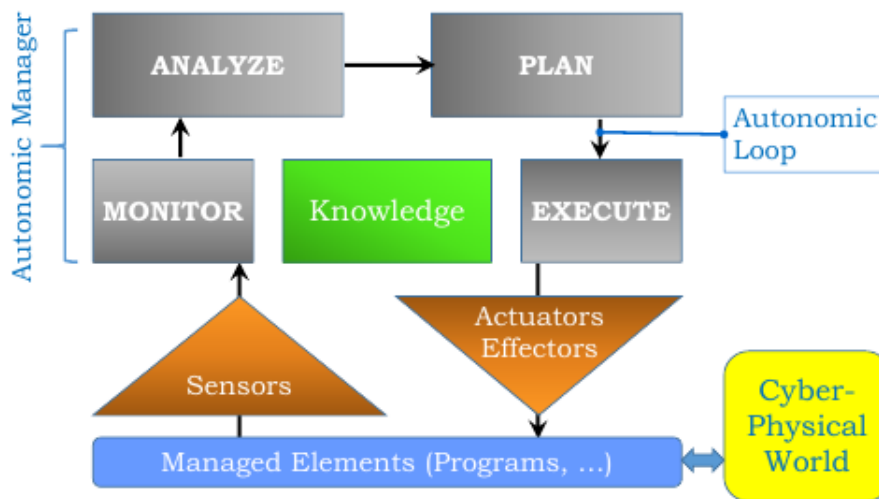 Autonomic Manager
ANALYZE
PLAN
Autonomic
Loop
MONITOR
Knowledge
EXECUTE
Sensors
Actuators
Effectors
Managed Elements (Programs, ...)
Cyber-
Physical
World